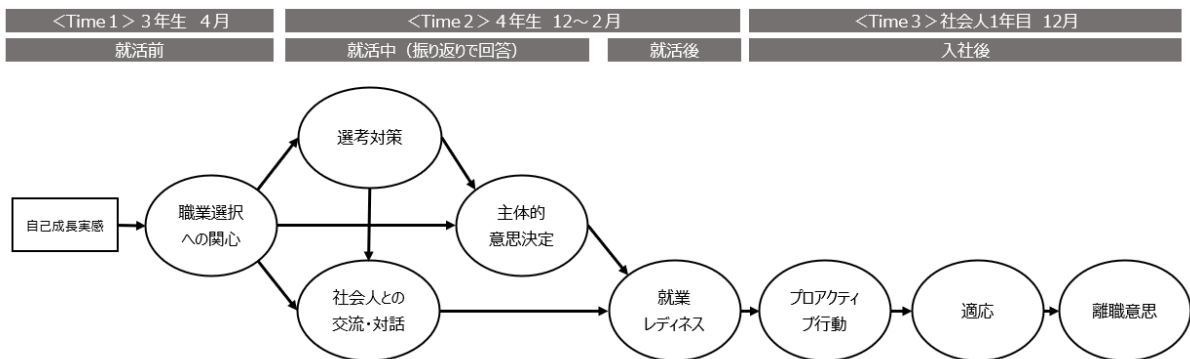 <Time 1> 3年生 4月
<Time 2> 4年生 12～2月
<Time 3> 社会人1年目 12月
就活前
就活中（振り返りで回答）
就活後
入社後
選考対策
自己成長実感
職業選択
への関心
主体的
意思決定
社会人との
交流・対話
就業
レディネス
プロアクティ
ブ行動
適応
離職意思